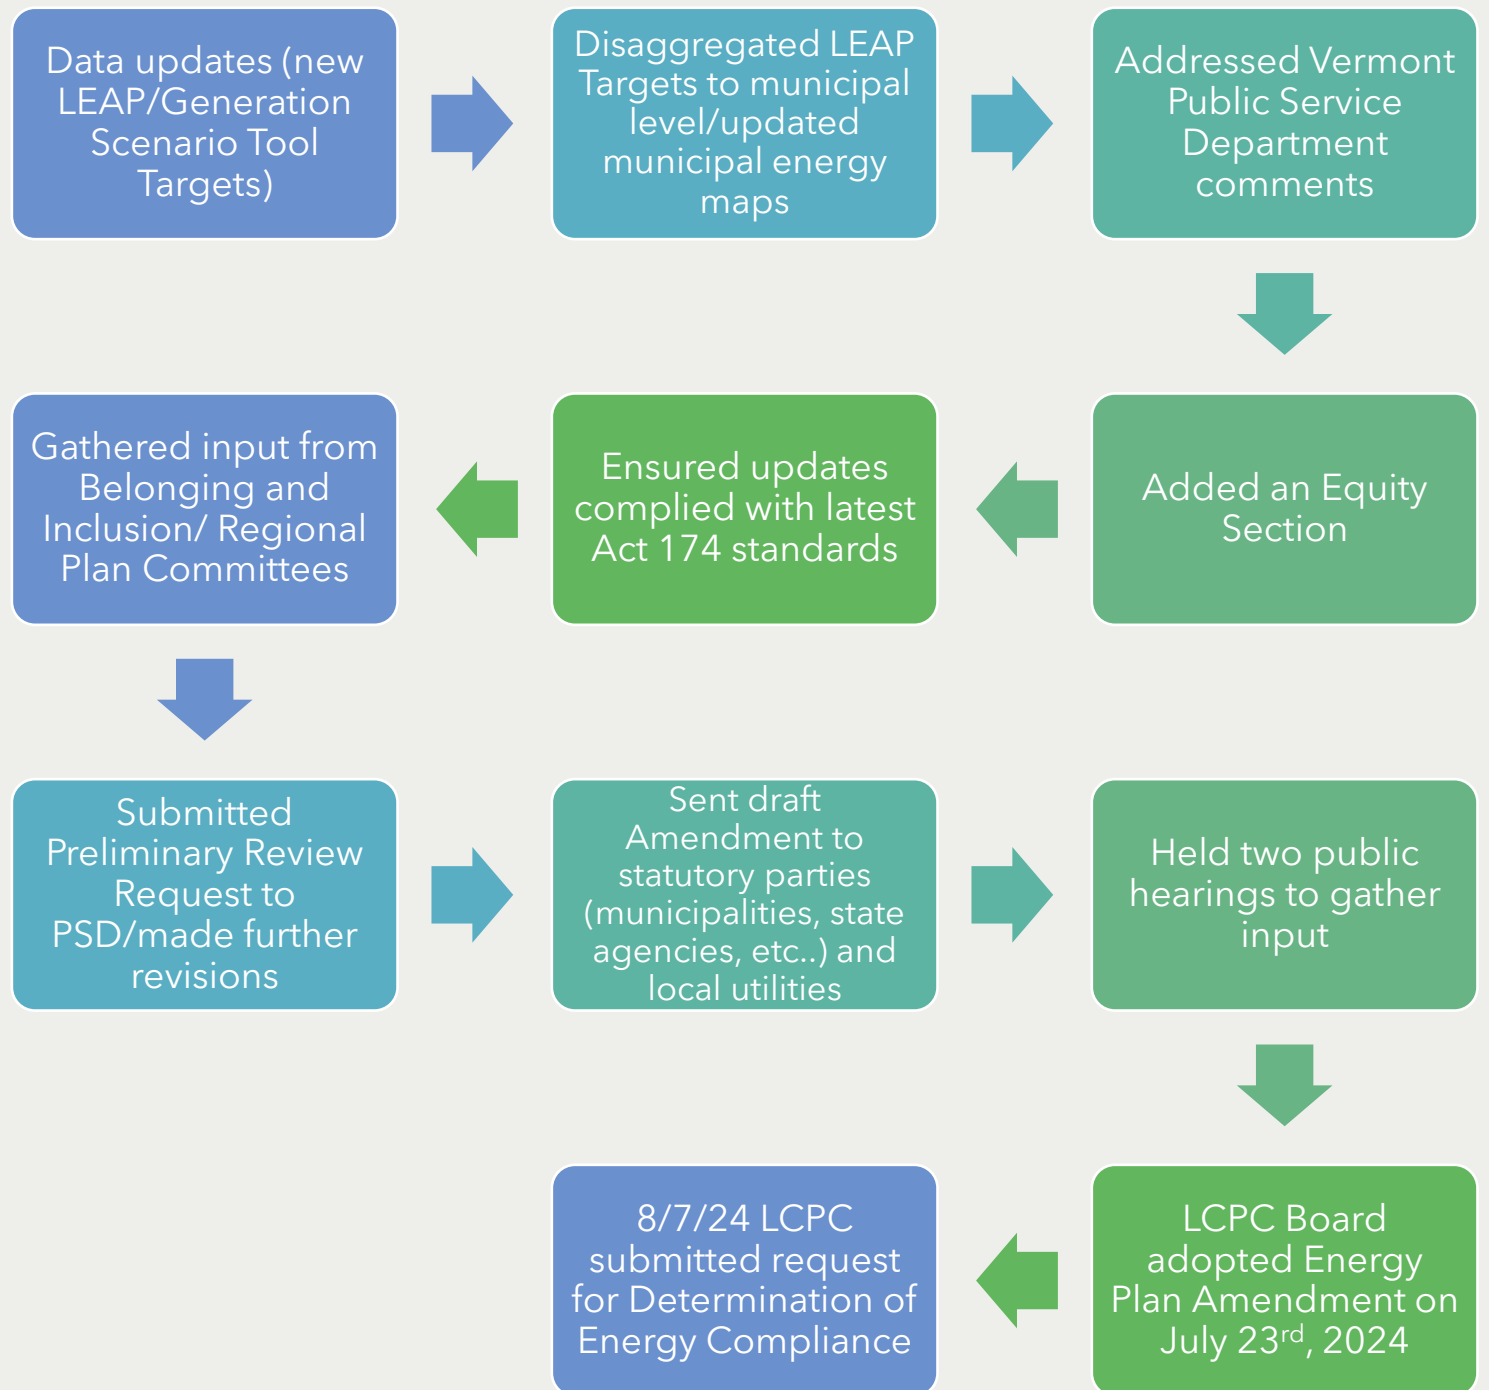 Data updates (new
LEAP/Generation
Scenario Tool
Targets)
Disaggregated LEAP
Targets to municipal
level/updated
municipal energy
maps
Addressed Vermont
Public Service
Department
comments
Added an Equity
Section
Ensured updates
complied with latest
Act 174 standards
Gathered input from
Belonging and
Inclusion/ Regional
Plan Committees
Submitted
Preliminary Review
Request to
PSD/made further
revisions
Sent draft
Amendment to
statutory parties
(municipalities, state
agencies, etc..) and
local utilities
Held two public
hearings to gather
input
LCPC Board
adopted Energy
Plan Amendment on
July 23rd, 2024
8/7/24 LCPC
submitted request
for Determination of
Energy Compliance